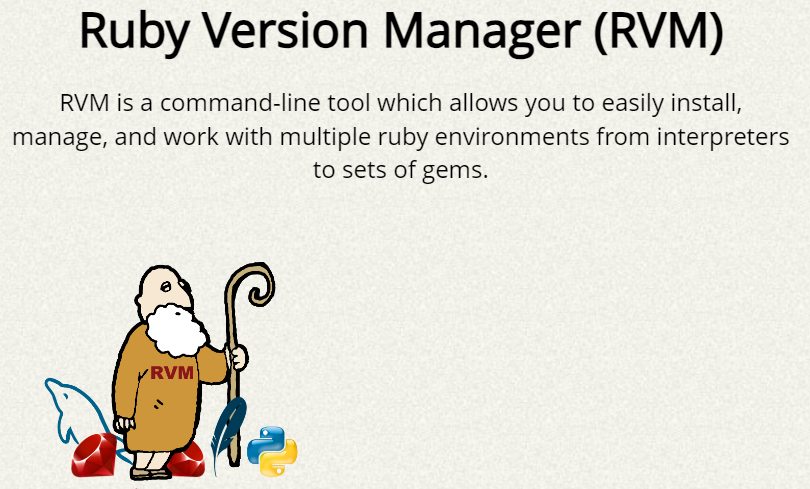 Ruby Version Manager (RVM)
RVM is a command-line tool which allows you to easily install,
manage, and work with multiple ruby environments from interpreters
to sets of gems.
RVM